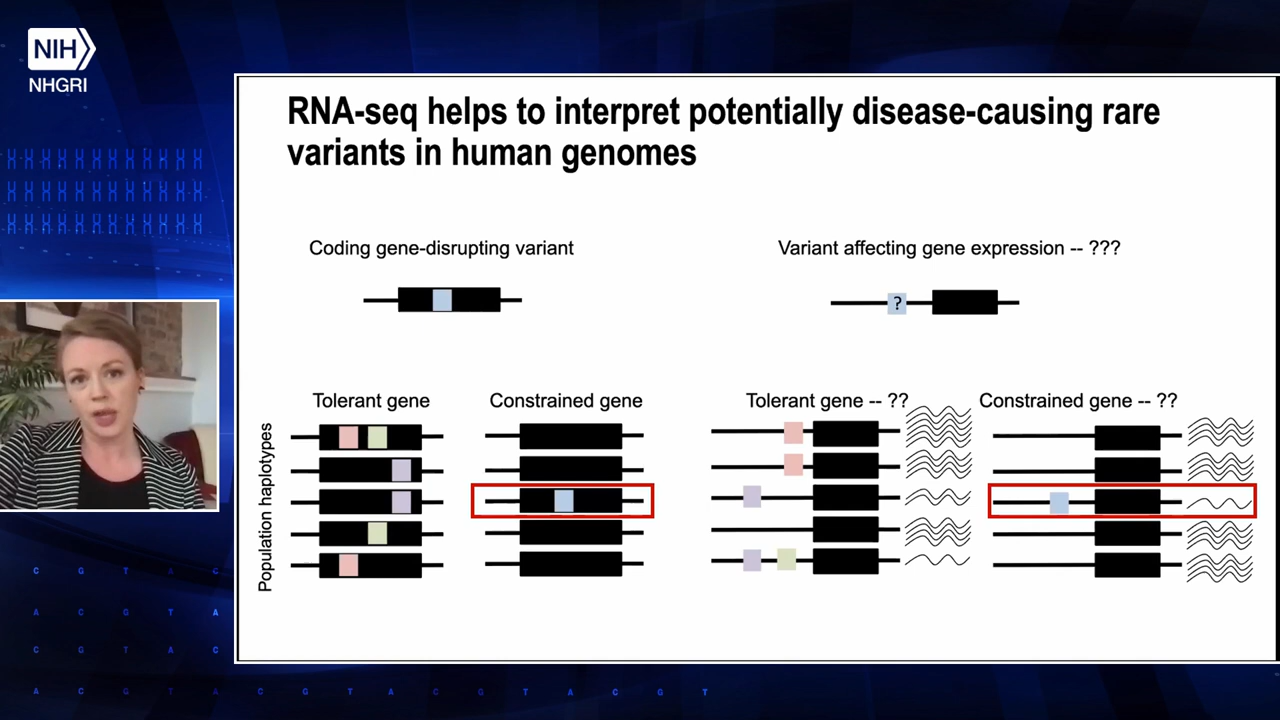 NIH
NHGRI
RNA-seq helps to interpret potentially disease-causing rare
variants in human genomes
Coding gene-disrupting variant
Variant affecting gene expression -- ???
?
Tolerant gene
Constrained gene
Tolerant gene -- ??
Constrained gene -- ??
Population haplotypes
C G T A C
A C G T A
C G T A C
A C G T A C G T A C G T A C G T